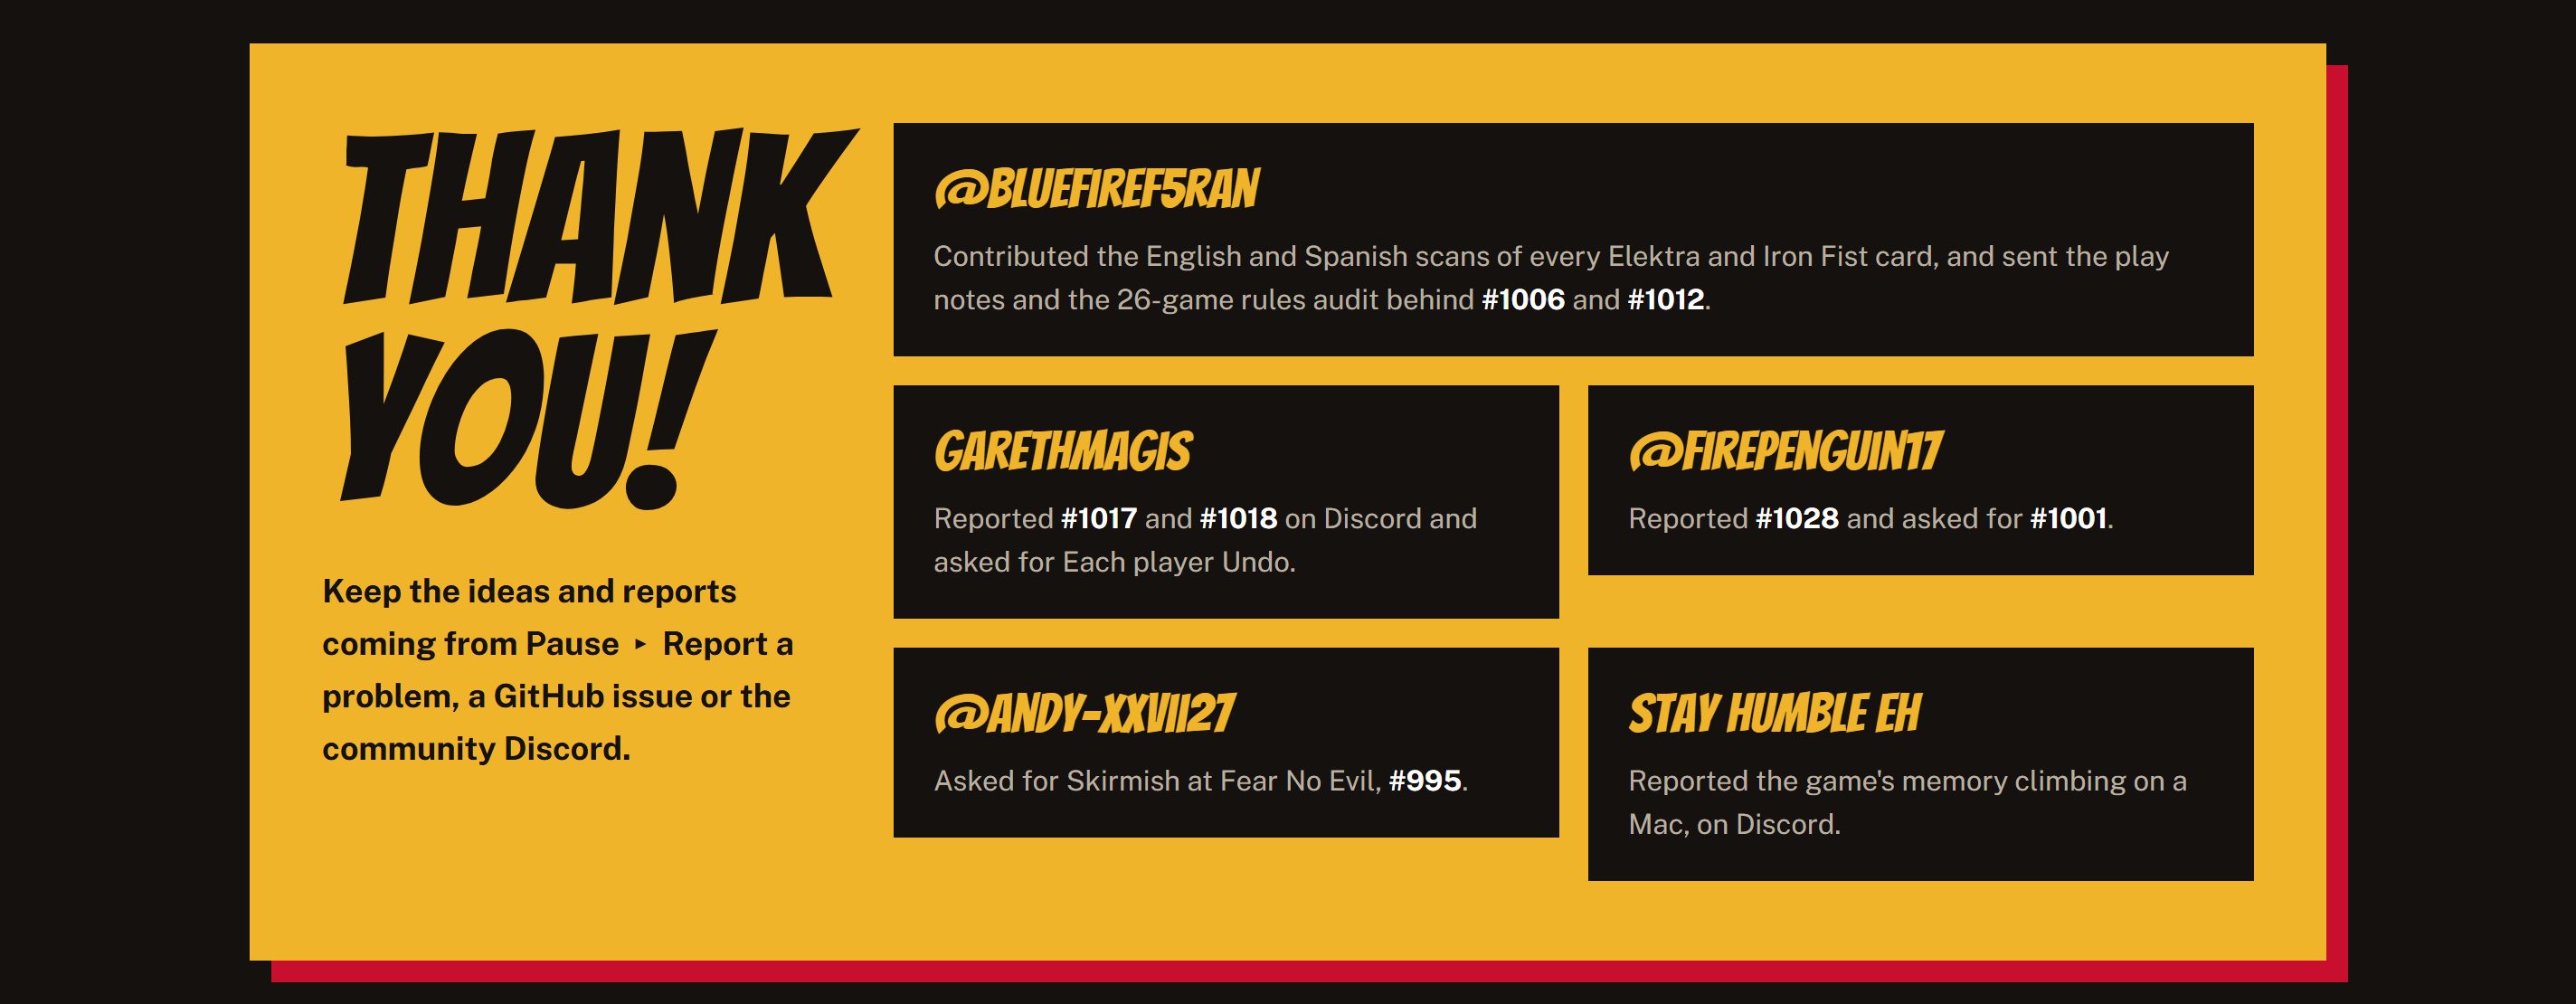 THANK
YOU!
Keep the ideas and reports
coming from Pause ▸ Report a
problem, a GitHub issue or the
community Discord.
@BLUEFIREF5RAN
Contributed the English and Spanish scans of every Elektra and Iron Fist card, and sent the play
notes and the 26-game rules audit behind #1006 and #1012.
GARETHMAGIS
Reported #1017 and #1018 on Discord and
asked for Each player Undo.
@FIREPENGUIN17
Reported #1028 and asked for #1001.
@ANDY-XXVII27
Asked for Skirmish at Fear No Evil, #995.
STAY HUMBLE EH
Reported the game's memory climbing on a
Mac, on Discord.